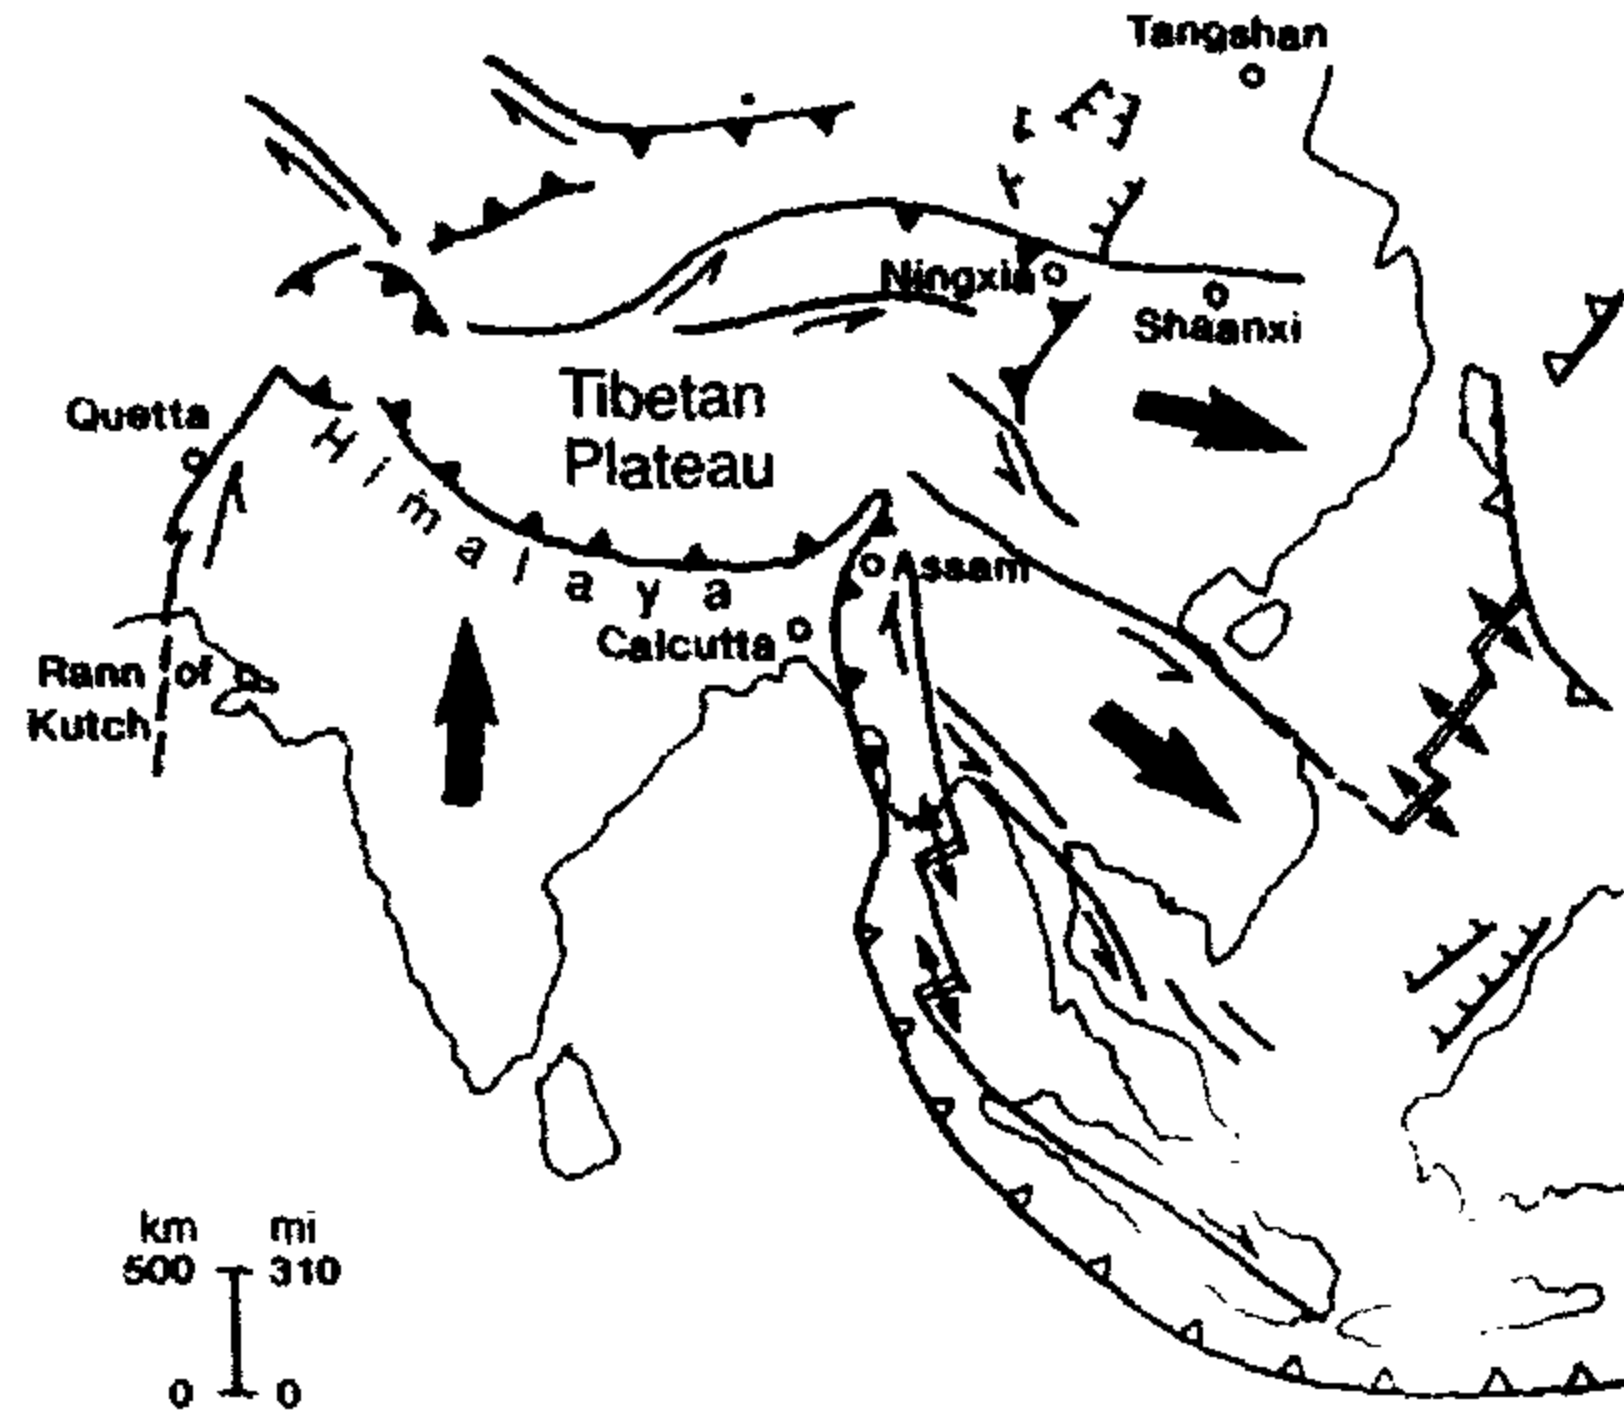 Tangshan
Ningxia
Shaanxi
Quetta
Tibetan
Plateau
Himalaya
Assam
Calcutta
Rann of
Kutch
km mi
500 310
0 0